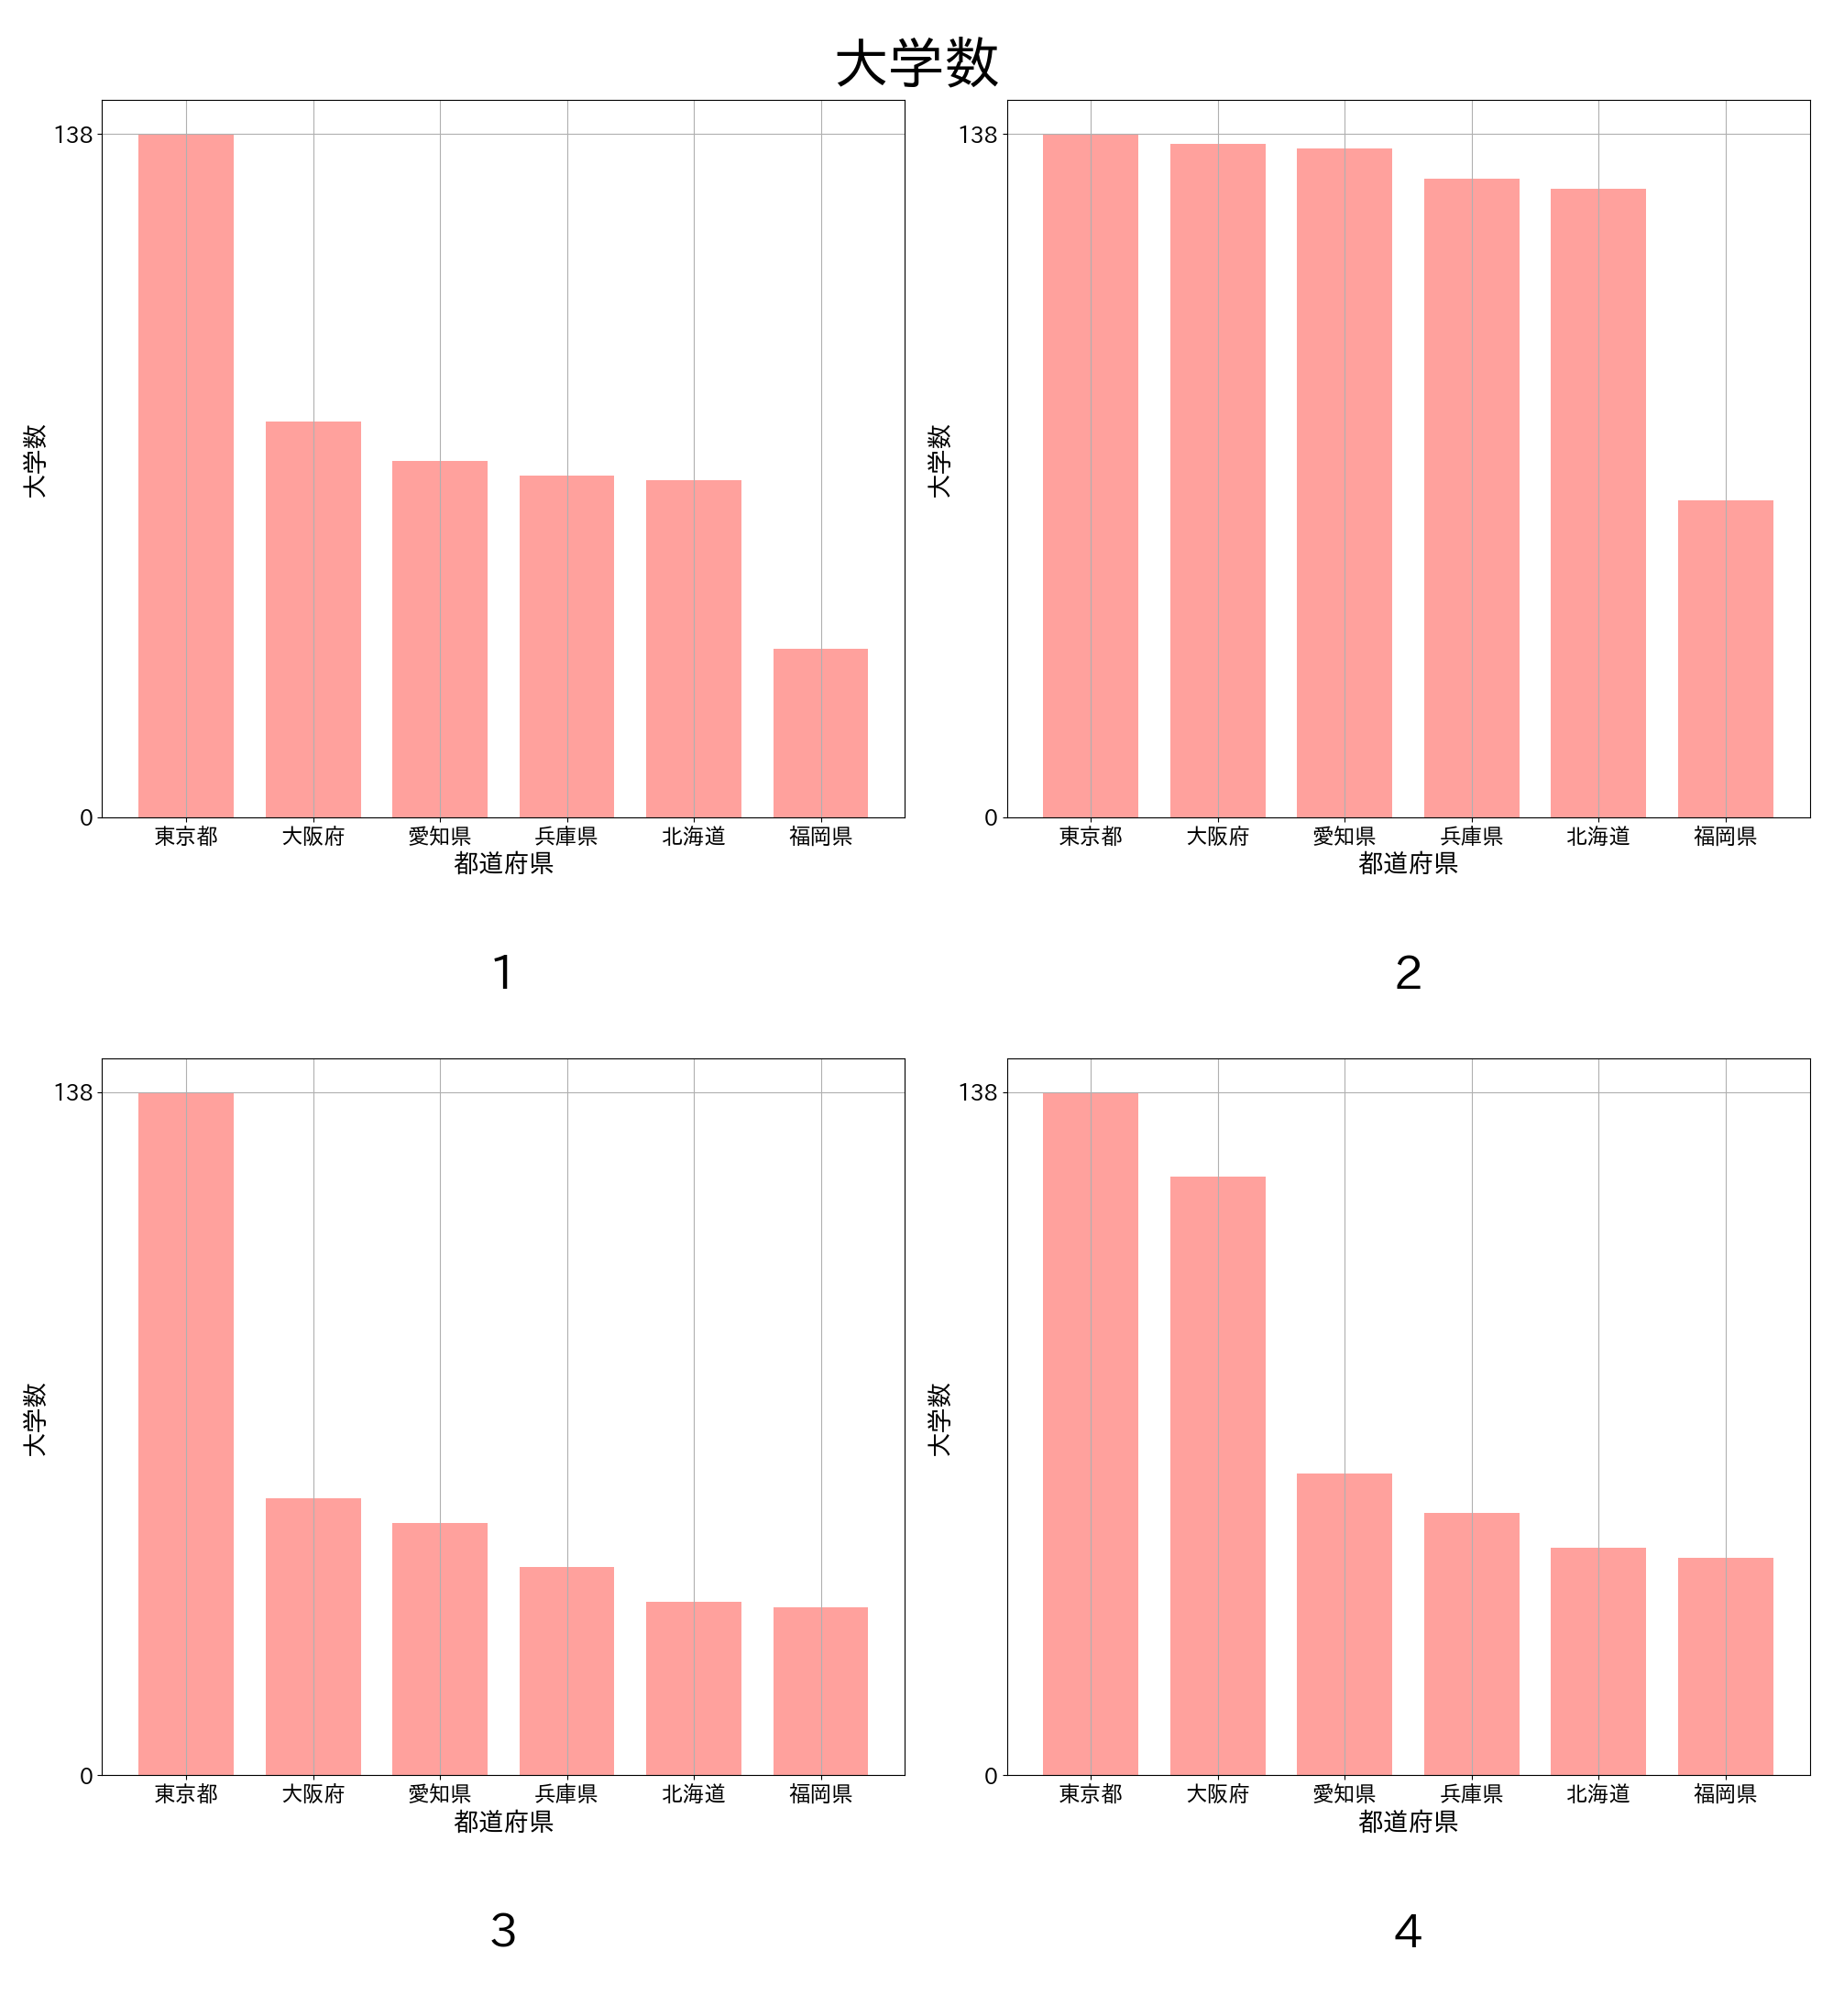 大学数
138
0
大学数
東京都 大阪府 愛知県 兵庫県 北海道 福岡県
都道府県
1
138
0
大学数
東京都 大阪府 愛知県 兵庫県 北海道 福岡県
都道府県
2
138
0
大学数
東京都 大阪府 愛知県 兵庫県 北海道 福岡県
都道府県
3
138
0
大学数
東京都 大阪府 愛知県 兵庫県 北海道 福岡県
都道府県
4